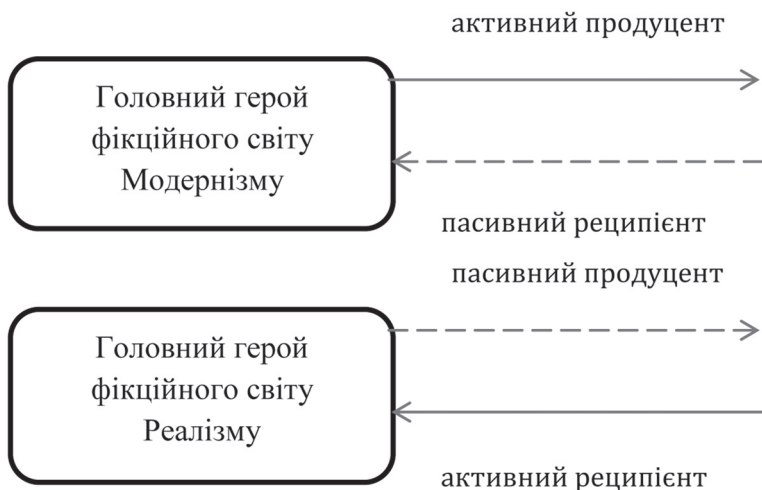 активний продуцент
Головний герой
фікційного світу
Модернізму
пасивний реципієнт
пасивний продуцент
Головний герой
фікційного світу
Реалізму
активний реципієнт